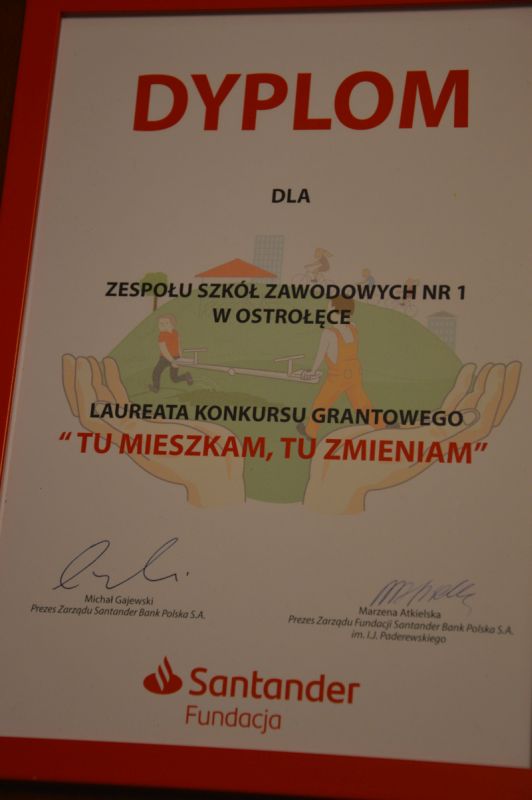 DYPLOM
DLA
ZESPOŁU SZKÓŁ ZAWODOWYCH NR 1
W OSTROŁĘCE
LAUREATA KONKURSU GRANTOWEGO
“ TU MIESZKAM, TU ZMIENIAM”
Michał Gajewski
Prezes Zarządu Santander Bank Polska S.A.
Marzena Atkielska
Prezes Zarządu Fundacji Santander Bank Polska S.A.
im. I.J. Paderewskiego
Santander
Fundacja